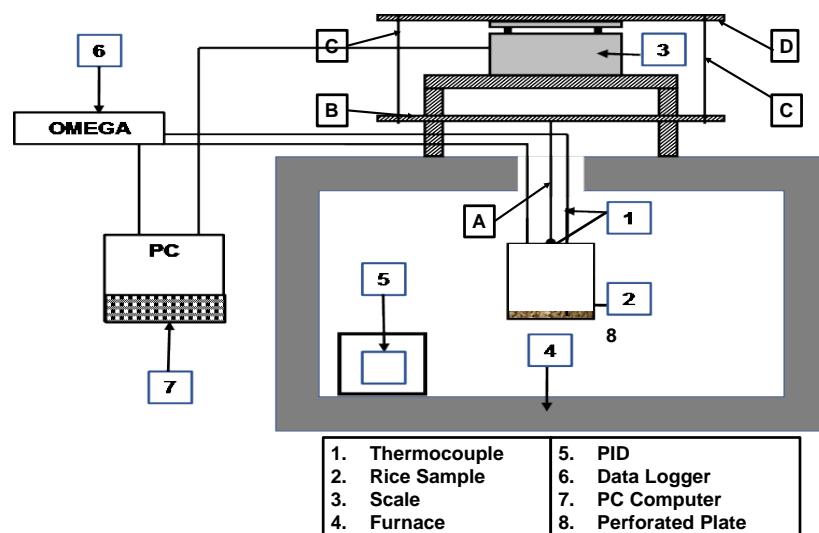 C
3
D
6
B
C
OMEGA
A
1
PC
5
2
8
4
7
1. Thermocouple
2. Rice Sample
3. Scale
4. Furnace
5. PID
6. Data Logger
7. PC Computer
8. Perforated Plate